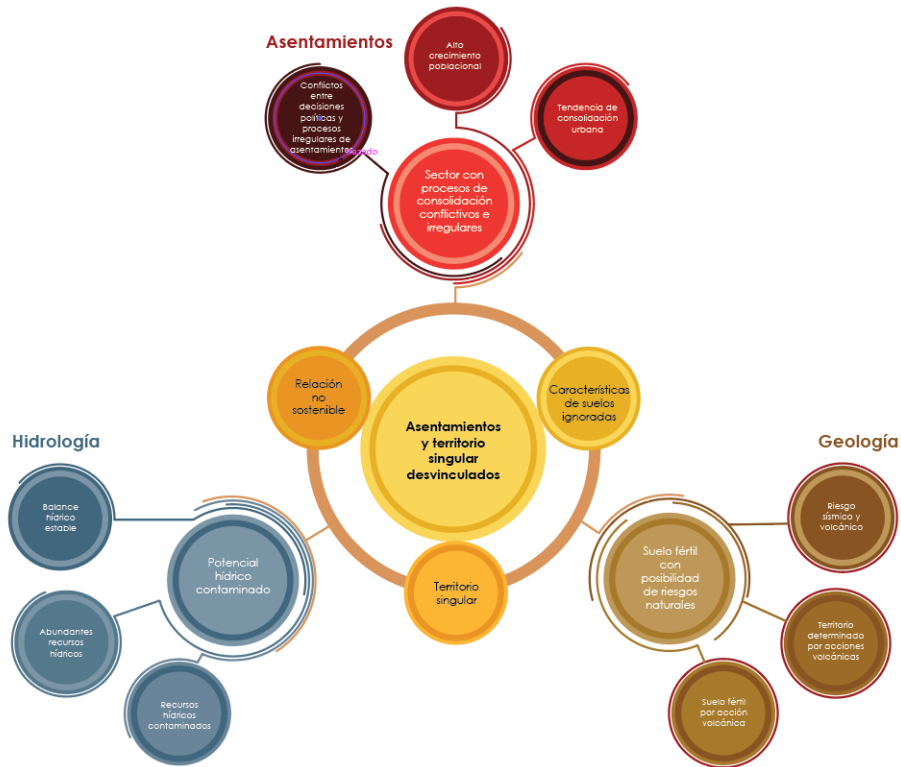 Asentamientos
Alto
crecimiento
poblacional
Conflictos
entre
decisiones
políticas y
procesos
irregulares de
asentamientos
Tendencia de
consolidación
urbana
Sector con
procesos de
consolidación
conflictivos e
irregulares
Relación
no
sostenible
Características
de suelos
ignoradas
Asentamientos
y territorio
singular
desvinculados
Territorio
singular
Hidrología
Balance
hídrico
estable
Potencial
hídrico
contaminado
Abundantes
recursos
hídricos
Recursos
hídricos
contaminados
Geología
Riesgo
sísmico y
volcánico
Suelo fértil
con
posibilidad
de riesgos
naturales
Territorio
determinado
por acciones
volcánicas
Suelo fértil
por acción
volcánica